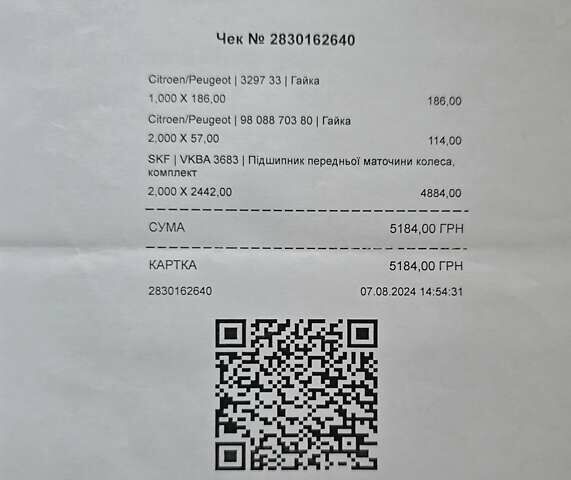 Чек № 2830162640
Citroen/Peugeot | 3297 33 | Гайка
1,000 X 186,00 186,00
Citroen/Peugeot | 98 088 703 80 | Гайка
2,000 X 57,00 114,00
SKF | VKBA 3683 | Підшипник передньої маточини колеса,
комплект
2,000 X 2442,00 4884,00
СУМА 5184,00 ГРН
КАРТКА 5184,00 ГРН
2830162640 07.08.2024 14:54:31